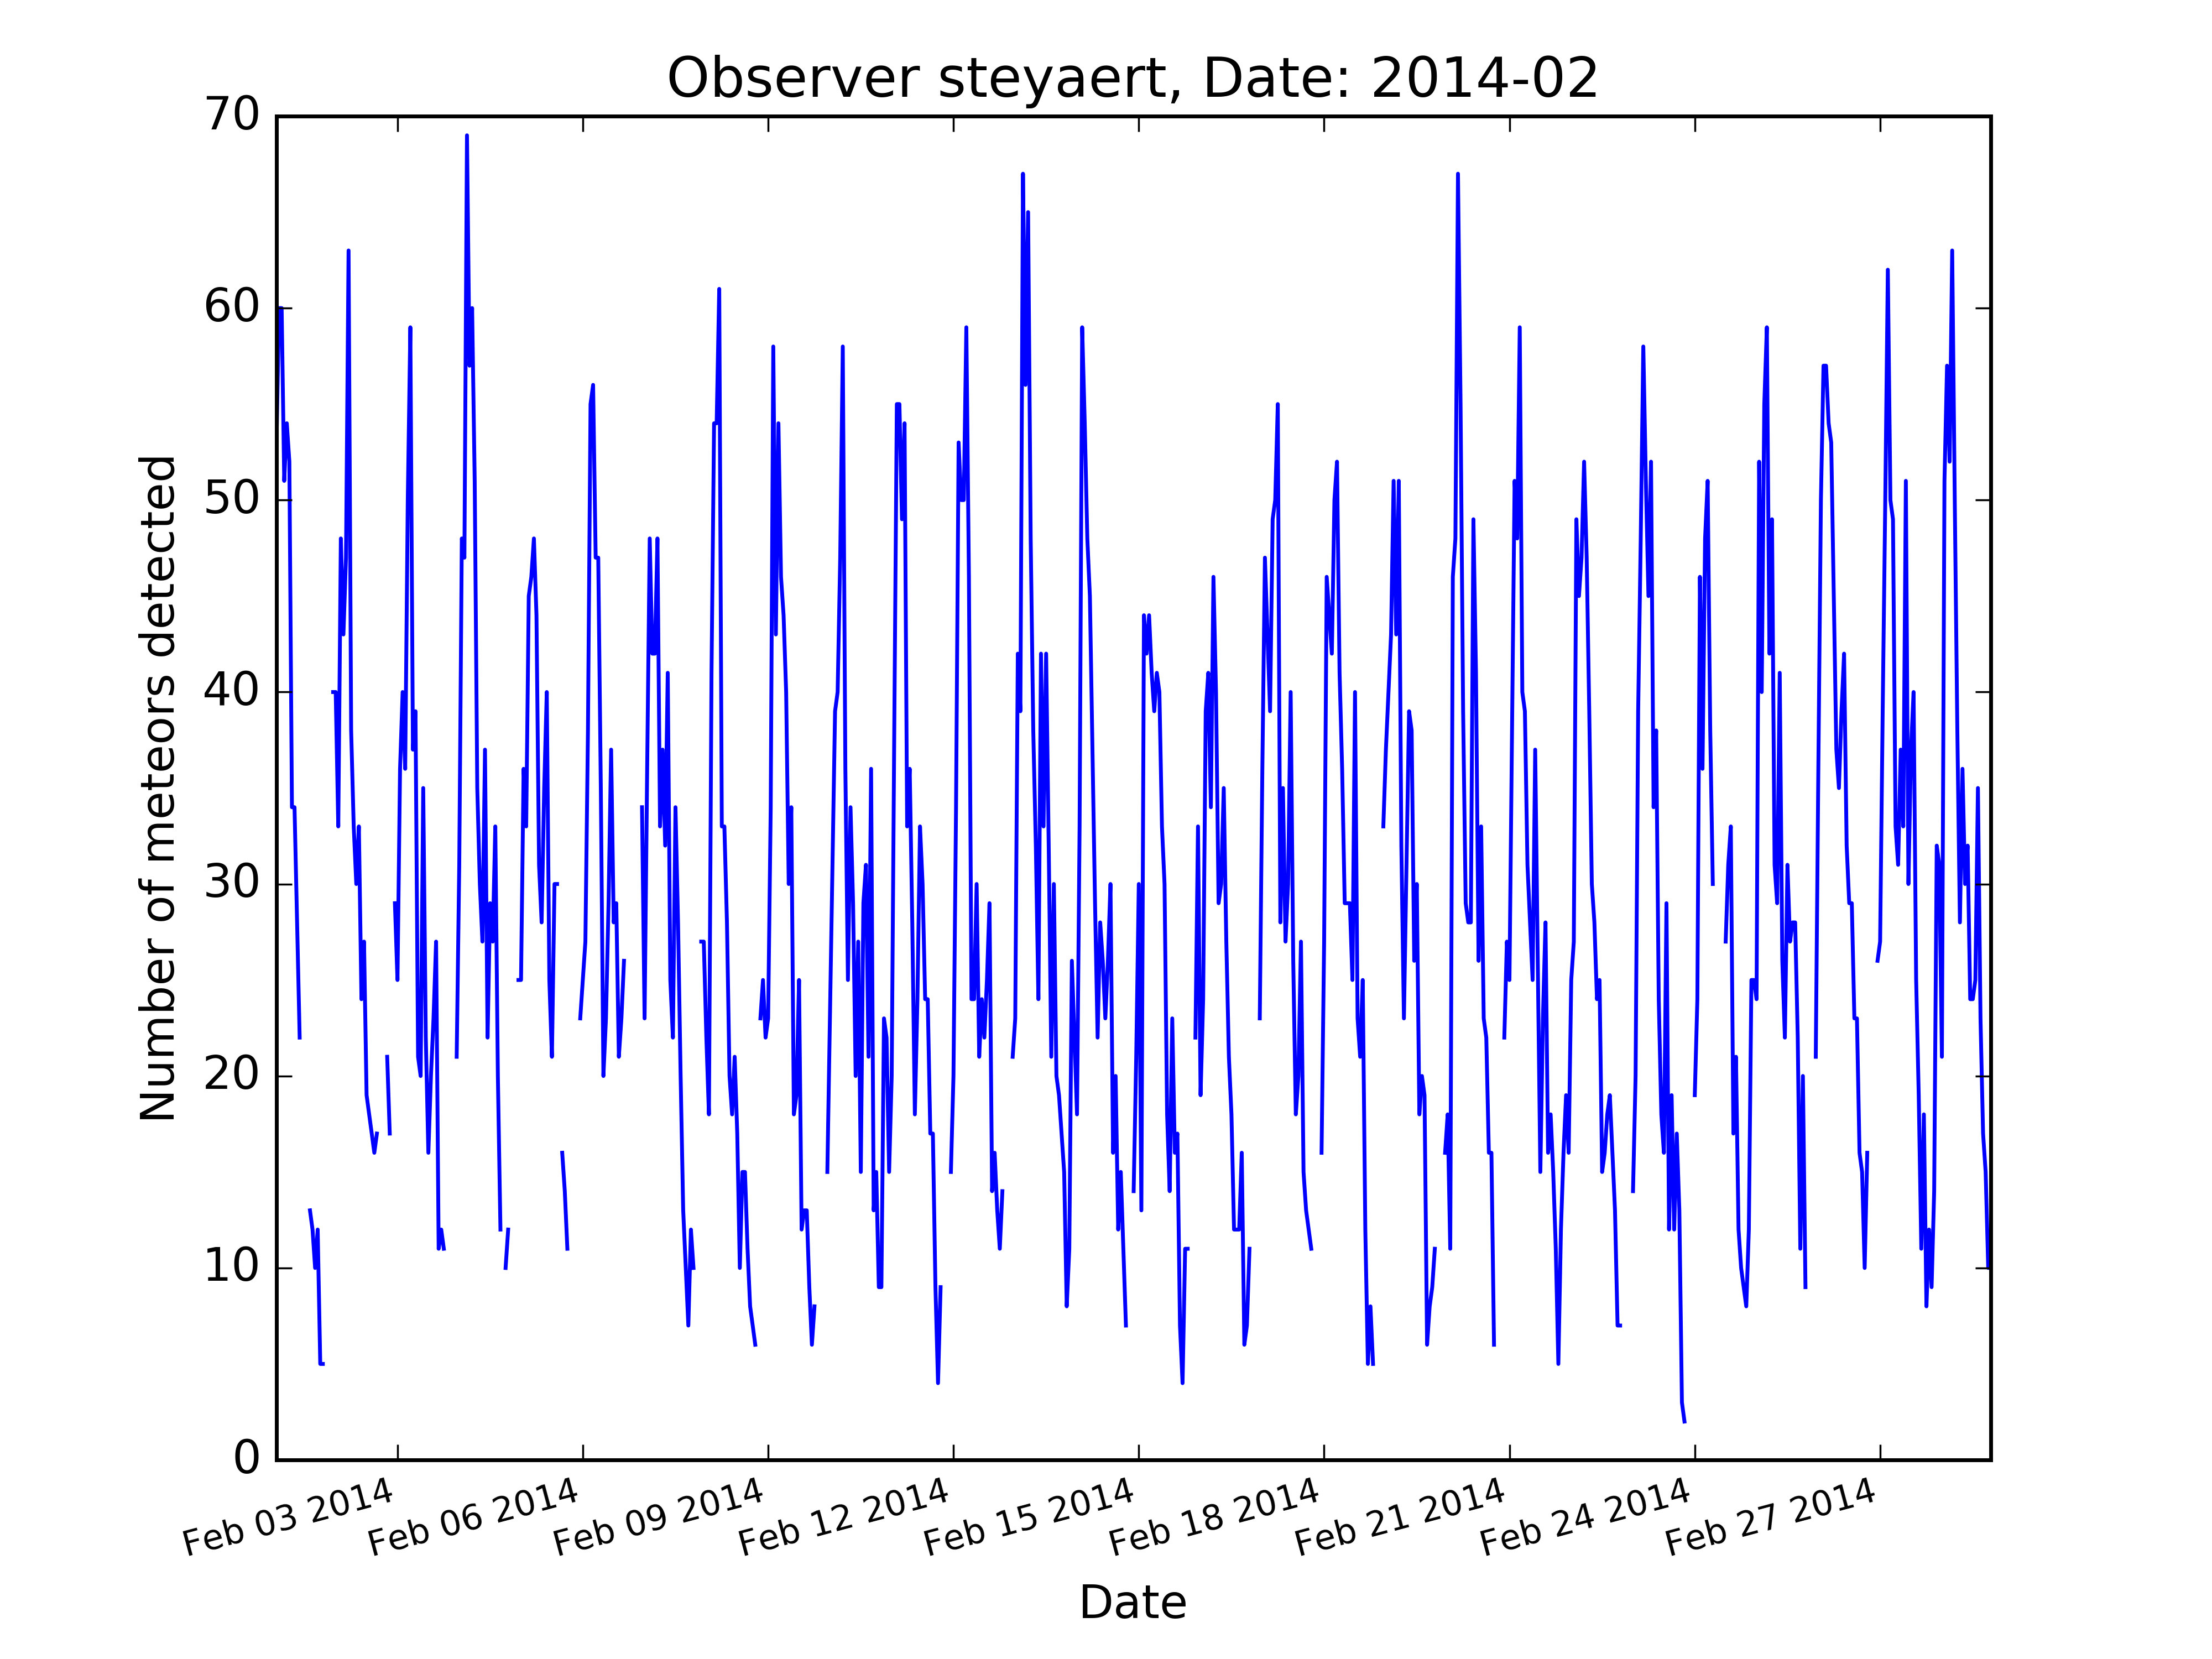 Observer steyaert, Date: 2014-02
Number of meteors detected
70
60
50
40
30
20
10
0
Feb 03 2014
Feb 06 2014
Feb 09 2014
Feb 12 2014
Feb 15 2014
Feb 18 2014
Feb 21 2014
Feb 24 2014
Feb 27 2014
Date